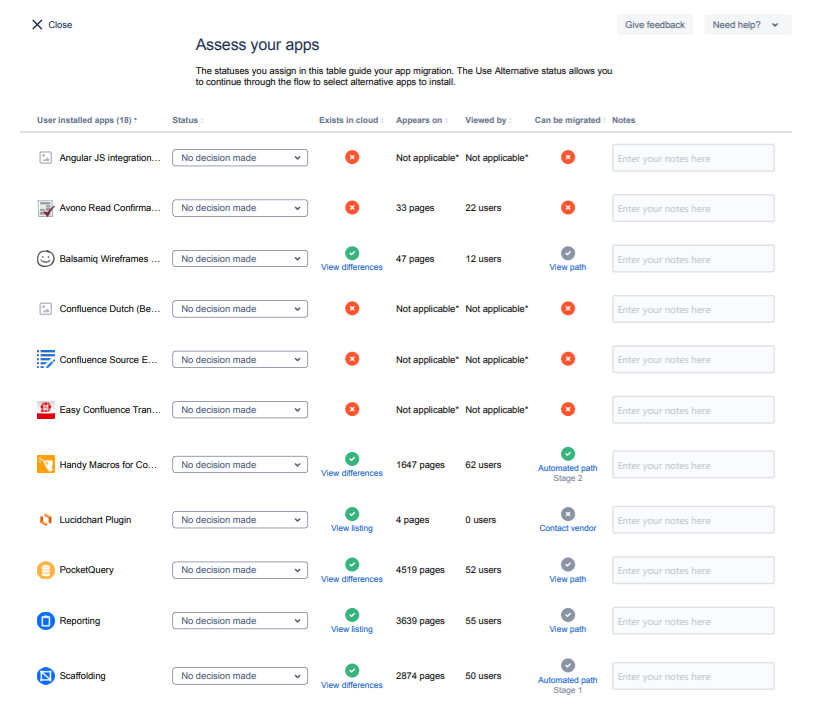 Close
Give feedback
Need help?
Assess your apps
The statuses you assign in this table guide your app migration. The Use Alternative status allows you
to continue through the flow to select alternative apps to install.
User installed apps (18) Status Exists in cloud Appears on Viewed by Can be migrated Notes
Angular JS integration... No decision made Not applicable* Not applicable* Enter your notes here
Avono Read Confirma... No decision made 33 pages 22 users Enter your notes here
Balsamiq Wireframes ... No decision made View differences 47 pages 12 users View path Enter your notes here
Confluence Dutch (Be... No decision made Not applicable* Not applicable* Enter your notes here
Confluence Source E... No decision made Not applicable* Not applicable* Enter your notes here
Easy Confluence Tran... No decision made Not applicable* Not applicable* Enter your notes here
Handy Macros for Co... No decision made View differences 1647 pages 62 users Automated path Enter your notes here
Stage 2
Lucidchart Plugin No decision made View listing 4 pages 0 users Contact vendor Enter your notes here
PocketQuery No decision made View differences 4519 pages 52 users View path Enter your notes here
Reporting No decision made View listing 3639 pages 55 users View path Enter your notes here
Scaffolding No decision made View differences 2874 pages 50 users Automated path Enter your notes here
Stage 1